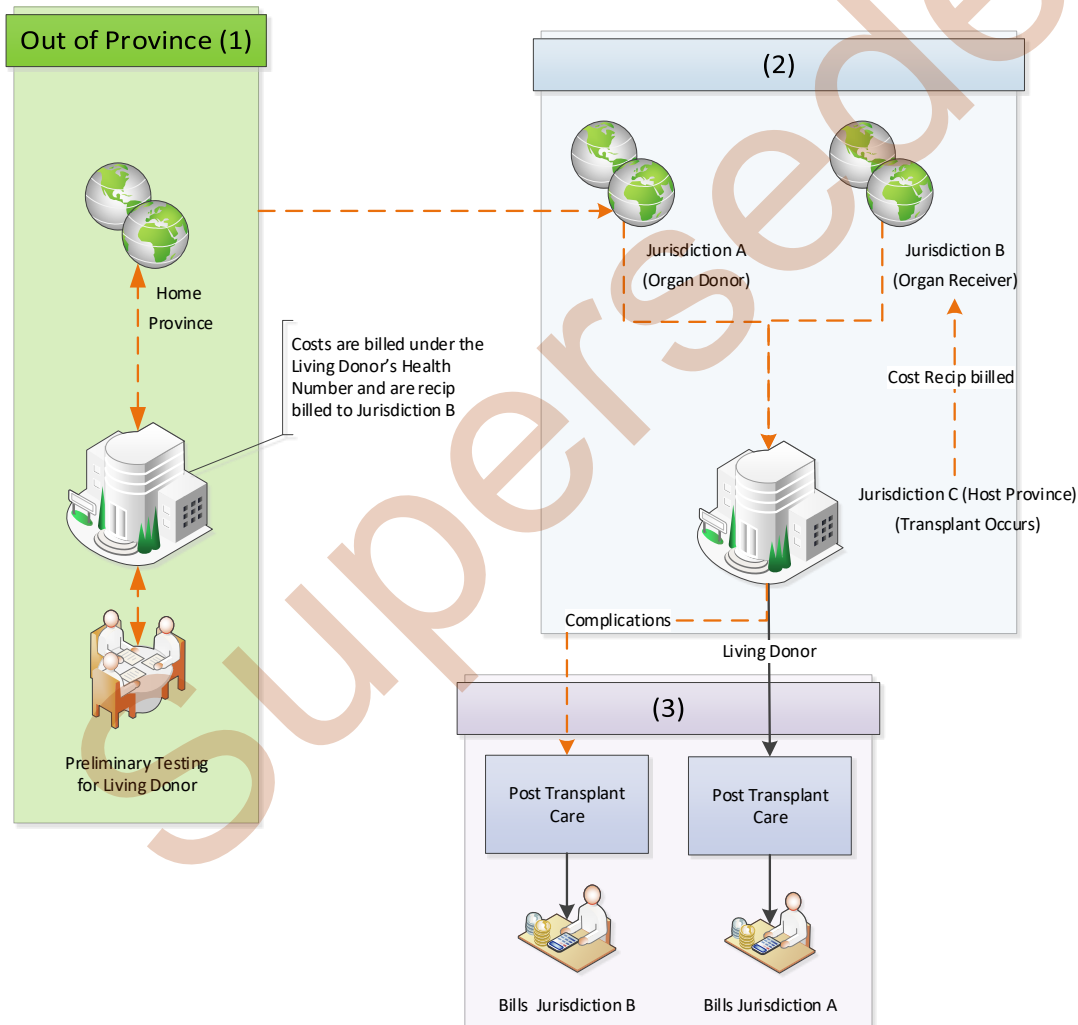 Out of Province (1)
Home
Province
Costs are billed under the
Living Donor's Health
Number and are recip
billed to Jurisdiction B
Preliminary Testing
for Living Donor
(2)
Jurisdiction A
(Organ Donor)
Jurisdiction B
(Organ Receiver)
Cost Recip biilled
Jurisdiction C (Host Province)
(Transplant Occurs)
Complications
Living Donor
(3)
Post Transplant
Care
Post Transplant
Care
Bills Jurisdiction B
Bills Jurisdiction A
Supersede